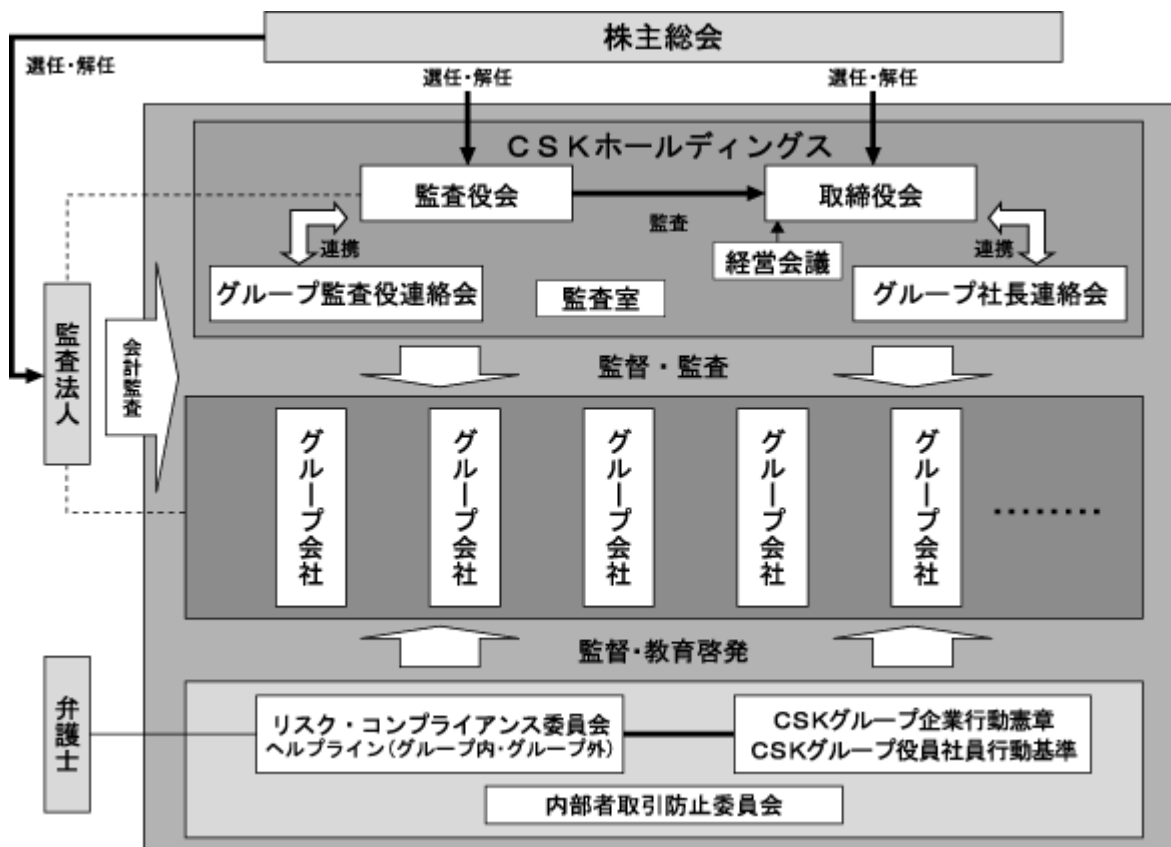 株主総会
選任・解任
選任・解任
選任・解任
CSKホールディングス
監査役会
取締役会
監査
連携
経営会議
連携
グループ監査役連絡会
監査室
グループ社長連絡会
監査法人
会計監査
監督・監査
グループ会社
グループ会社
グループ会社
グループ会社
グループ会社
………
監督・教育啓発
弁護士
リスク・コンプライアンス委員会
ヘルプライン(グループ内・グループ外)
CSKグループ企業行動憲章
CSKグループ役員社員行動基準
内部者取引防止委員会